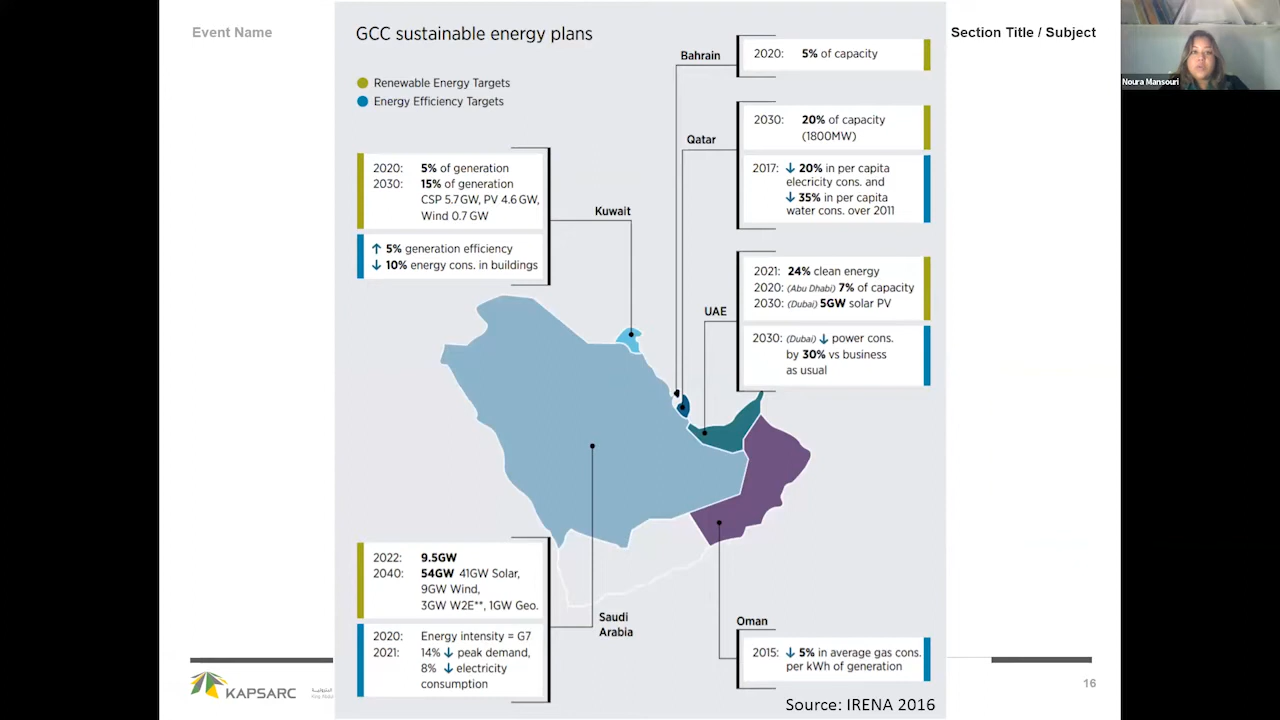 Event Name
GCC sustainable energy plans
Section Title / Subject
Noura Mansouri
Renewable Energy Targets
Energy Efficiency Targets
Bahrain
2020: 5% of capacity
Qatar
2030: 20% of capacity
(1800MW)
2017: ↓ 20% in per capita
elecricity cons. and
↓ 35% in per capita
water cons. over 2011
2020: 5% of generation
2030: 15% of generation
CSP 5.7GW, PV 4.6 GW,
Wind 0.7 GW
Kuwait
↑ 5% generation efficiency
↓ 10% energy cons. in buildings
UAE
2021: 24% clean energy
2020: (Abu Dhabi) 7% of capacity
2030: (Dubai) 5GW solar PV
2030: (Dubai) ↓ power cons.
by 30% vs business
as usual
2022: 9.5GW
2040: 54GW 41GW Solar,
9GW Wind,
3GW W2E**, 1GW Geo.
Saudi
Arabia
2020: Energy intensity = G7
2021: 14% ↓ peak demand,
8% ↓ electricity
consumption
Oman
2015: ↓ 5% in average gas cons.
per kWh of generation
KAPSARC
16
Source: IRENA 2016